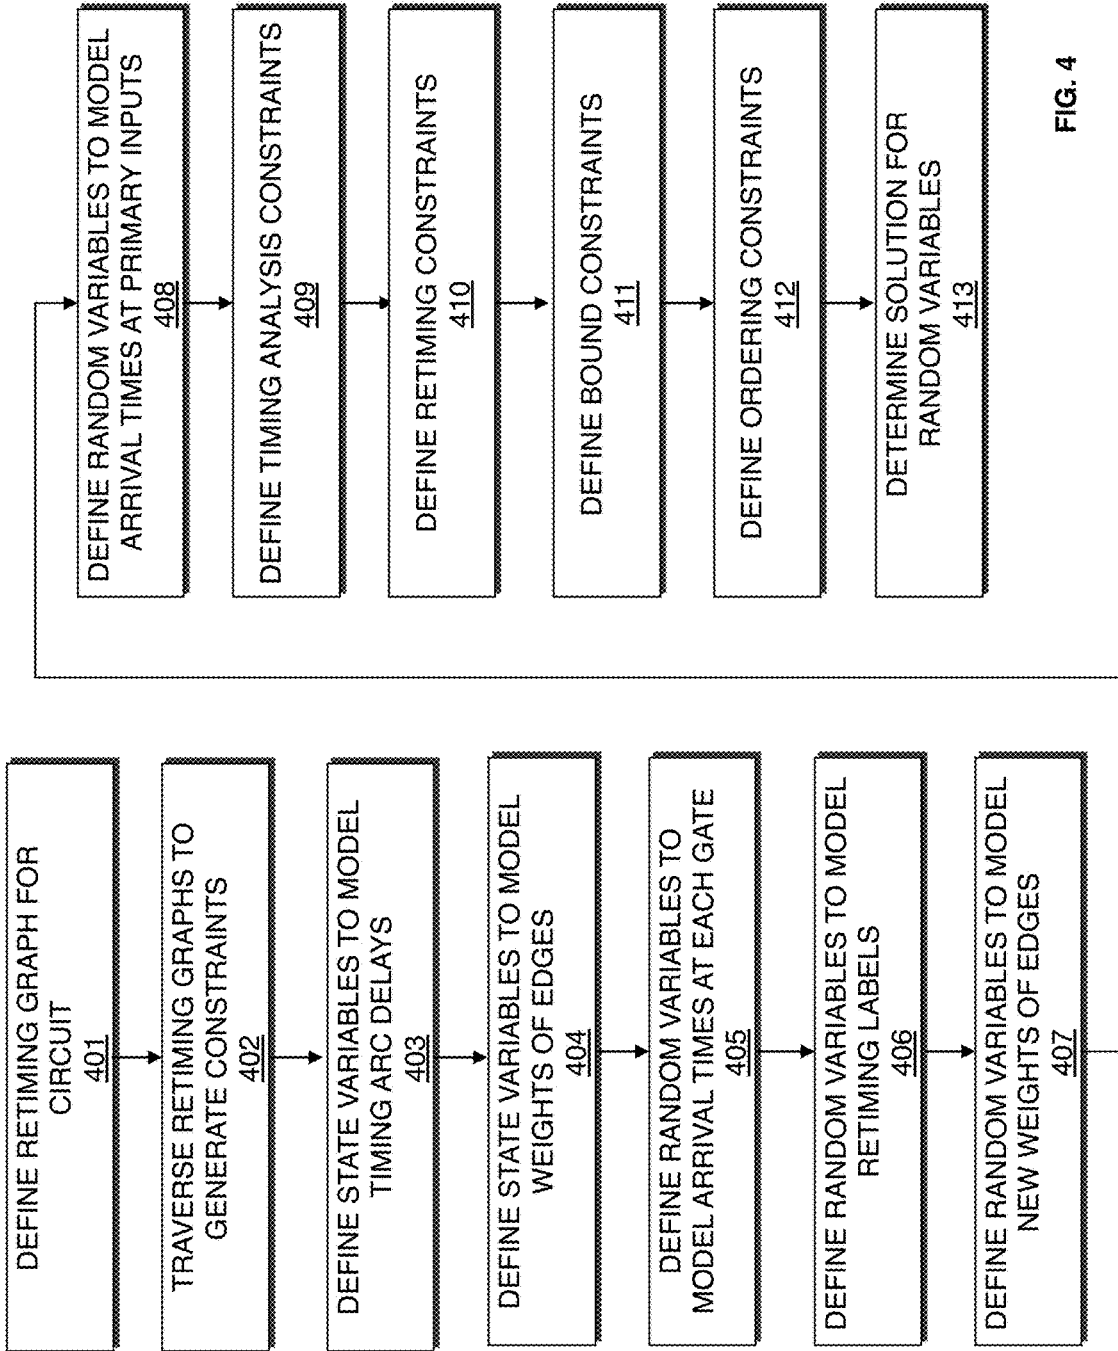 DEFINE RETIMING GRAPH FOR
CIRCUIT
401
TRAVERSE RETIMING GRAPHS TO
GENERATE CONSTRAINTS
402
DEFINE STATE VARIABLES TO MODEL
TIMING ARC DELAYS
403
DEFINE STATE VARIABLES TO MODEL
WEIGHTS OF EDGES
404
DEFINE RANDOM VARIABLES TO
MODEL ARRIVAL TIMES AT EACH GATE
405
DEFINE RANDOM VARIABLES TO MODEL
RETIMING LABELS
406
DEFINE RANDOM VARIABLES TO MODEL
NEW WEIGHTS OF EDGES
407
DEFINE RANDOM VARIABLES TO MODEL
ARRIVAL TIMES AT PRIMARY INPUTS
408
DEFINE TIMING ANALYSIS CONSTRAINTS
409
DEFINE RETIMING CONSTRAINTS
410
DEFINE BOUND CONSTRAINTS
411
DEFINE ORDERING CONSTRAINTS
412
DETERMINE SOLUTION FOR
RANDOM VARIABLES
413
FIG. 4